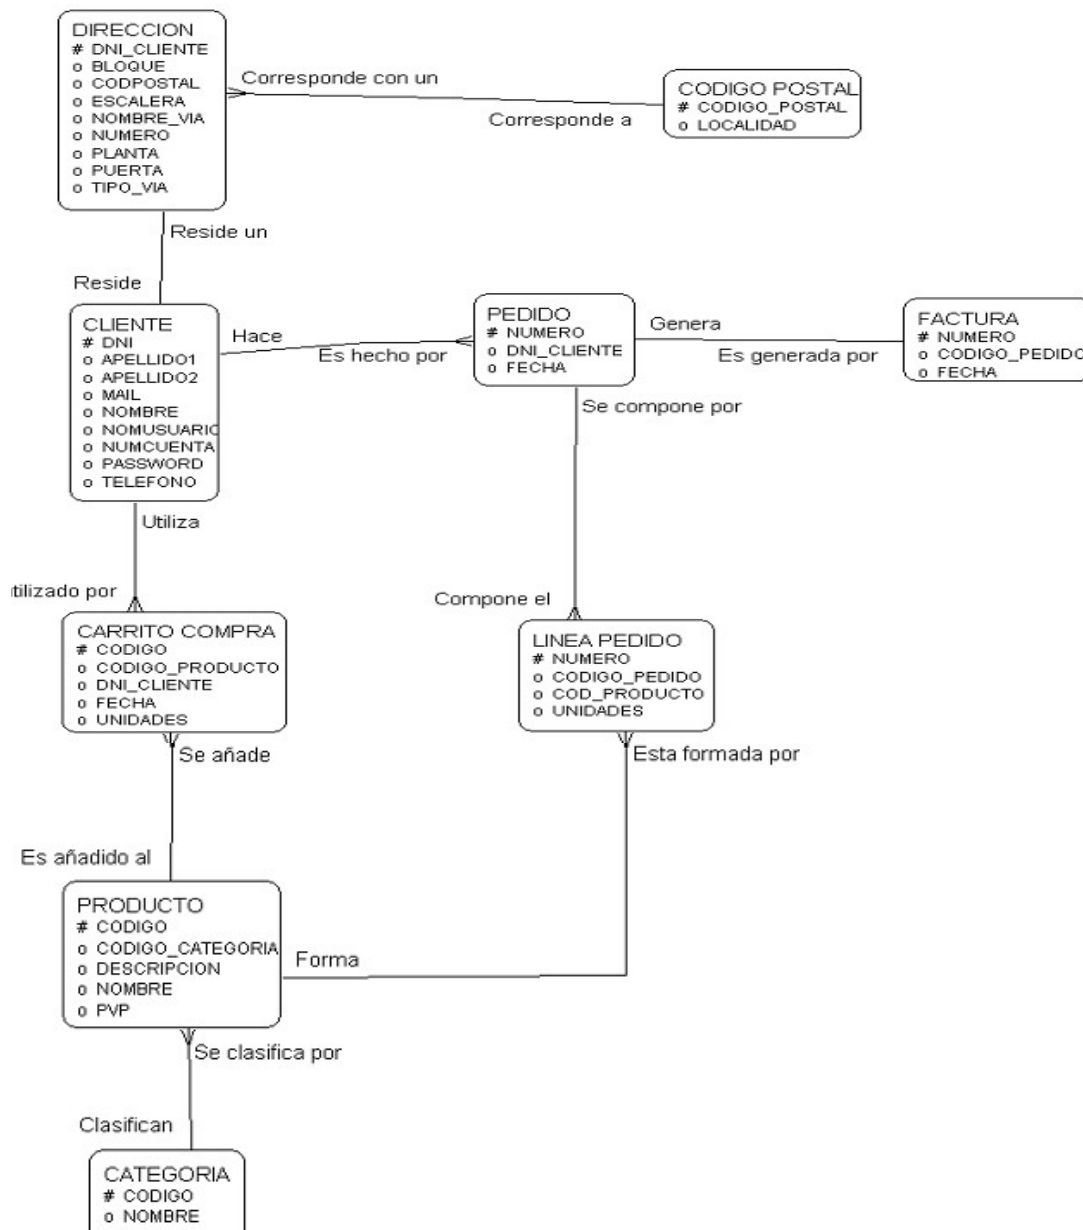 DIRECCION
# DNI_CLIENTE
o BLOQUE
o CODPOSTAL
o ESCALERA
o NOMBRE_VIA
o NUMERO
o PLANTA
o PUERTA
o TIPO_VIA
Corresponde con un
Corresponde a
CODIGO POSTAL
# CODIGO_POSTAL
o LOCALIDAD
Reside un
Reside
CLIENTE
# DNI
o APELLIDO1
o APELLIDO2
o MAIL
o NOMBRE
o NOMUSUARIO
o NUMCUENTA
o PASSWORD
o TELEFONO
Hace
Es hecho por
PEDIDO
# NUMERO
o DNI_CLIENTE
o FECHA
Genera
Es generada por
FACTURA
# NUMERO
o CODIGO_PEDIDO
o FECHA
Se compone por
Utiliza
tilizado por
Compone el
CARRITO COMPRA
# CODIGO
o CODIGO_PRODUCTO
o DNI_CLIENTE
o FECHA
o UNIDADES
LINEA PEDIDO
# NUMERO
o CODIGO_PEDIDO
o COD_PRODUCTO
o UNIDADES
Se añade
Esta formada por
Es añadido al
PRODUCTO
# CODIGO
o CODIGO_CATEGORIA
o DESCRIPCION
o NOMBRE
o PVP
Forma
Se clasifica por
Clasifican
CATEGORIA
# CODIGO
o NOMBRE